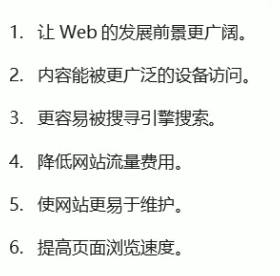 1. 让 Web 的发展前景更广阔。
2. 内容能被更广泛的设备访问。
3. 更容易被搜寻引擎搜索。
4. 降低网站流量费用。
5. 使网站更易于维护。
6. 提高页面浏览速度。